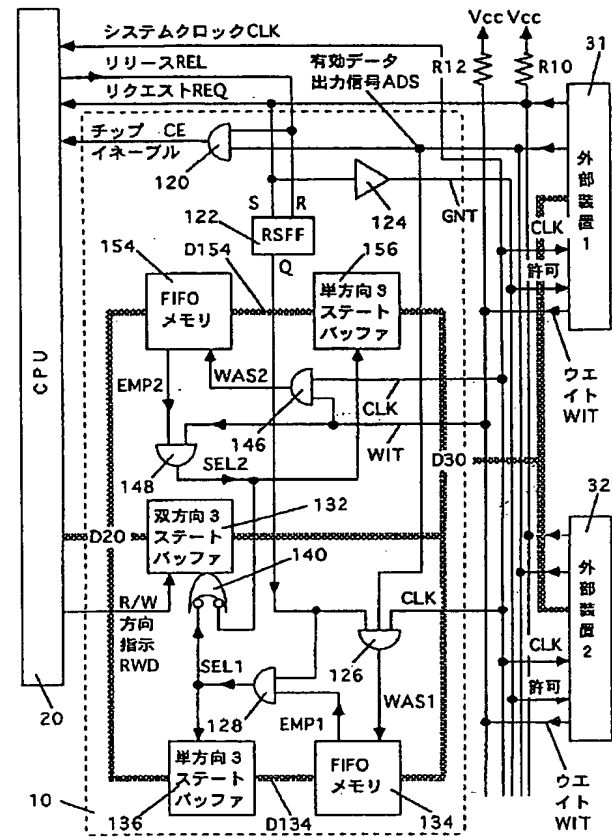 Vcc Vcc
システムクロックCLK
31
リリースREL
有効データ
出力信号ADS
R12
R10
リクエストREQ
チップ CE
イネーブル
120
外部装置1
S R
124
GNT
122
RSFF
CLK
154
D154
Q
156
許可
FIFO
メモリ
単方向3
ステート
バッファ
CPU
EMP2
WAS2
ウエイト
WIT
146
CLK
148
SEL2
WIT
D30
132
32
D20
双方向3
ステート
バッファ
140
外部装置2
R/W
方向
指示
RWD
CLK
126
CLK
SEL1
WAS1
許可
20
128
EMP1
単方向3
ステート
バッファ
FIFO
メモリ
ウエイト
WIT
10
136
D134
134